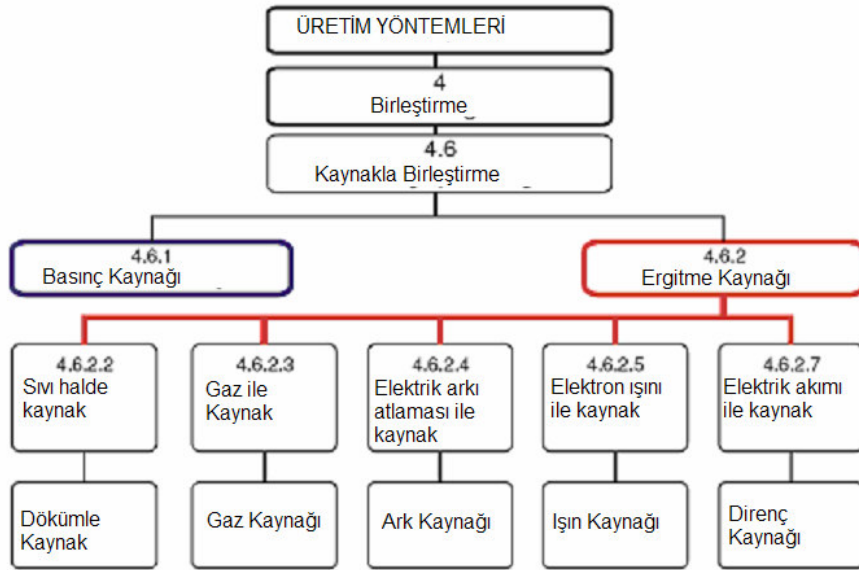 ÜRETİM YÖNTEMLERİ
4
Birleştirme
4.6
Kaynakla Birleştirme
4.6.1
Basınç Kaynağı
4.6.2
Ergitme Kaynağı
4.6.2.2
Sıvı halde
kaynak
4.6.2.3
Gaz ile
Kaynak
4.6.2.4
Elektrik arkı
atlaması ile
kaynak
4.6.2.5
Elektron ışını
ile kaynak
4.6.2.7
Elektrik akımı
ile kaynak
Dökümle
Kaynak
Gaz Kaynağı
Ark Kaynağı
Işın Kaynağı
Direnç
Kaynağı